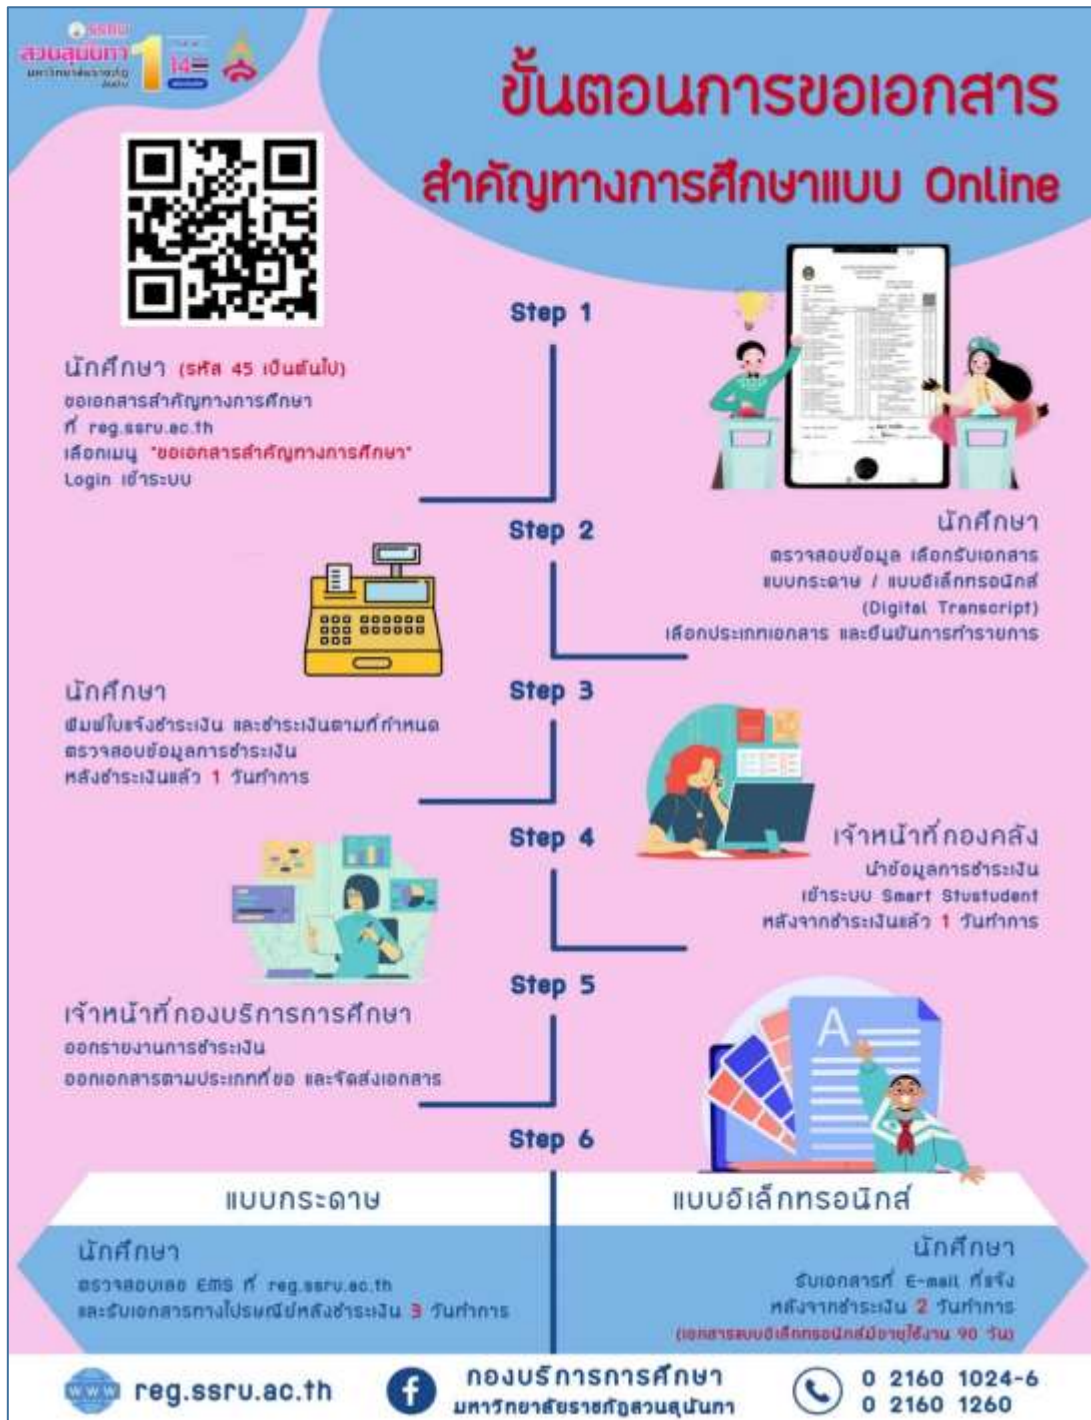 SSRU
สวนสุนันทา
14
ขั้นตอนการขอเอกสาร
สำคัญทางการศึกษาแบบ Online
Step 1
นักศึกษา (รหัส 45 เป็นต้นไป)
ขอเอกสารสำคัญทางการศึกษา
ที่ reg.ssru.ac.th
เลือกเมนู "ขอเอกสารสำคัญทางการศึกษา"
Login เข้าระบบ
Step 2
นักศึกษา
ตรวจสอบข้อมูล เลือกรับเอกสาร
แบบกระดาษ / แบบอิเล็กทรอนิกส์
(Digital Transcript)
เลือกประเภทเอกสาร และยืนยันการทำรายการ
Step 3
นักศึกษา
พิมพ์ใบแจ้งชำระเงิน และชำระเงินตามที่กำหนด
ตรวจสอบข้อมูลการชำระเงิน
หลังชำระเงินแล้ว 1 วันทำการ
Step 4
เจ้าหน้าที่กองคลัง
นำข้อมูลการชำระเงิน
เข้าระบบ Smart Stustudent
หลังจากชำระเงินแล้ว 1 วันทำการ
Step 5
เจ้าหน้าที่กองบริการการศึกษา
ออกรายงานการชำระเงิน
ออกเอกสารตามประเภทที่ขอ และจัดส่งเอกสาร
A
Step 6
แบบกระดาษ
นักศึกษา
ตรวจสอบเลข EMS ที่ reg.ssru.ac.th
และรับเอกสารทางไปรษณีย์หลังชำระเงิน 3 วันทำการ
แบบอิเล็กทรอนิกส์
นักศึกษา
รับเอกสารที่ E-mail ที่แจ้ง
หลังจากชำระเงิน 2 วันทำการ
(เอกสารแบบอิเล็กทรอนิกส์มีอายุใช้งาน 90 วัน)
www reg.ssru.ac.th
กองบริการการศึกษา
มหาวิทยาลัยราชภัฏสวนสุนันทา
0 2160 1024-6
0 2160 1260